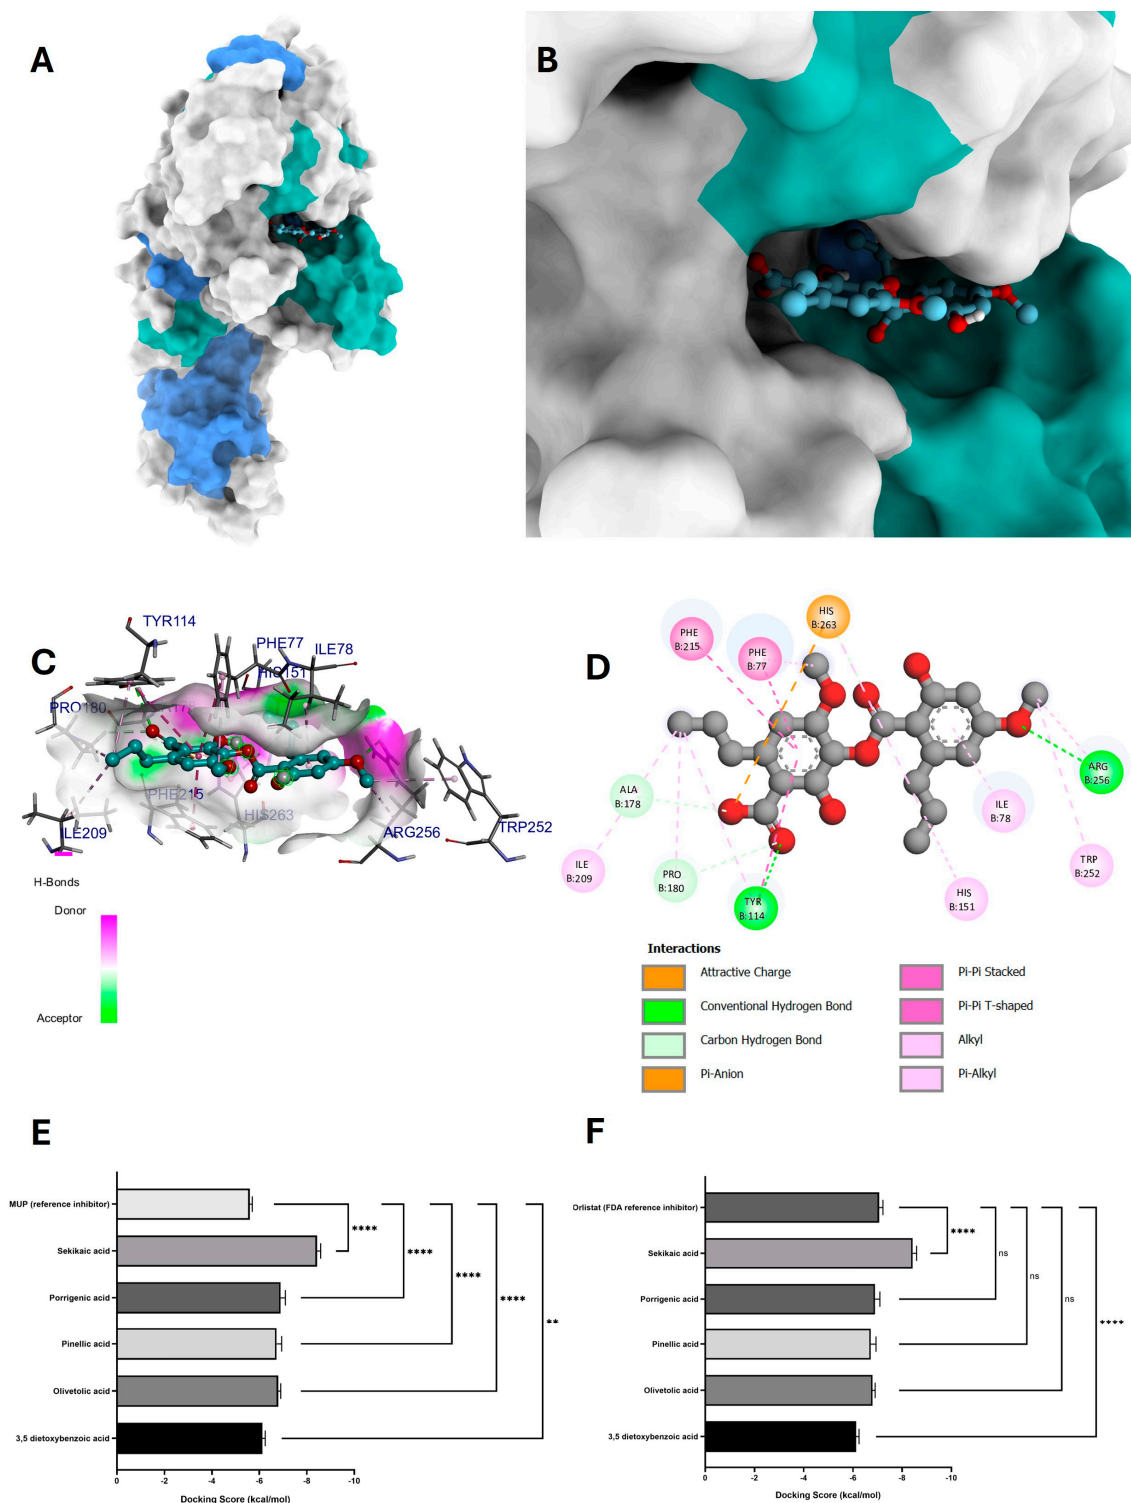 A
B
TYR114
PHE77
ILE78
C
HIS151
PRO180
PHE215
HIS263
ILE209
ARG256
TRP252
H-Bonds
Donor
Acceptor
D
HIS
B:263
PHE
B:215
PHE
B:77
ARG
B:256
ALA
B:178
ILE
B:78
ILE
B:209
PRO
B:180
TRP
B:252
TYR
B:114
HIS
B:151
Interactions
Attractive Charge
Conventional Hydrogen Bond
Carbon Hydrogen Bond
Pi-Anion
Pi-Pi Stacked
Pi-Pi T-shaped
Alkyl
Pi-Alkyl
E
MUP (reference inhibitor)
Sekikaic acid
Porrigenic acid
Pinellic acid
Olivetolic acid
3,5 dietoxybenzoic acid
****
****
****
****
**
0 -2 -4 -6 -8 -10
Docking Score (kcal/mol)
F
Orlistat (FDA reference inhibitor)
Sekikaic acid
Porrigenic acid
Pinellic acid
Olivetolic acid
3,5 dietoxybenzoic acid
****
ns
ns
ns
****
0 -2 -4 -6 -8 -10
Docking Score (kcal/mol)